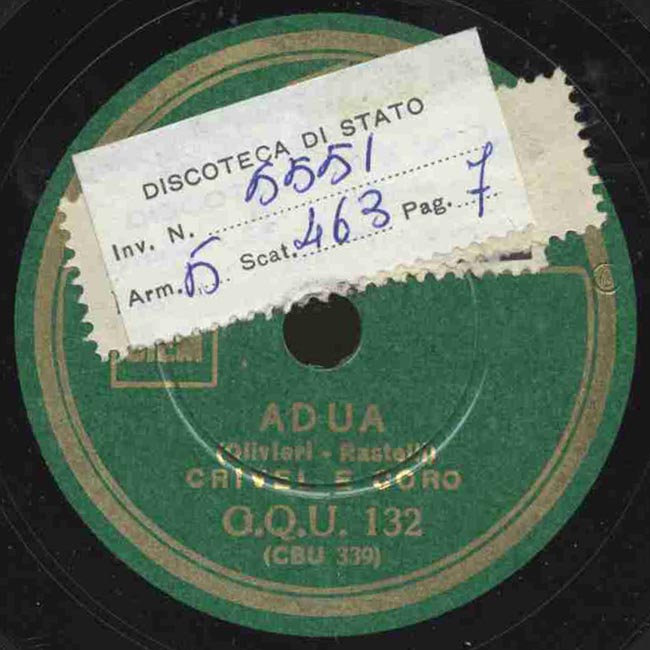 DISCOTECA DI STATO
Inv. N. 5551
Arm. 5 Scat. 463 Pag. 7
ADUA
(Olivieri - Rastelli)
CRIVEL E CORO
G.Q.U. 132
(CBU 339)